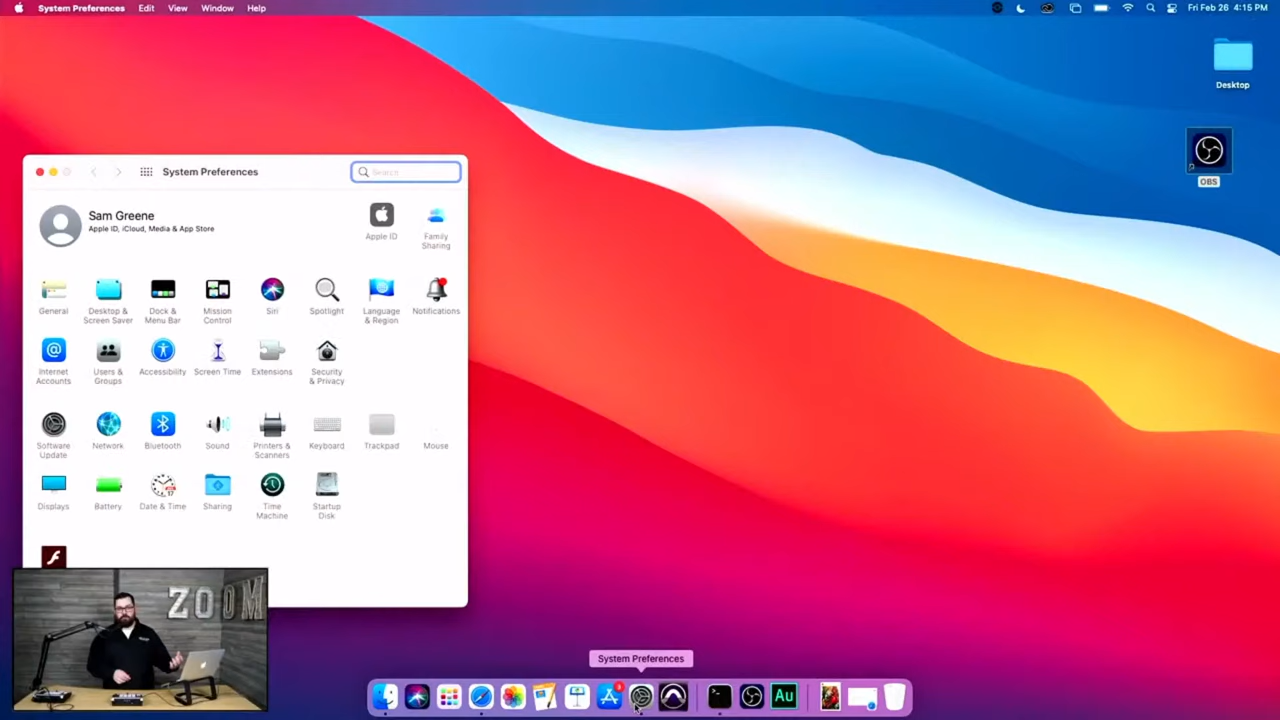 System Preferences Edit View Window Help
Fri Feb 26 4:15 PM
Desktop
OBS
System Preferences
Search
Sam Greene
Apple ID, iCloud, Media & App Store
Apple ID
Family
Sharing
General
Desktop &
Screen Saver
Dock &
Menu Bar
Mission
Control
Siri
Spotlight
Language
& Region
Notifications
Internet
Accounts
Users &
Groups
Accessibility
Screen Time
Extensions
Security
& Privacy
Software
Update
Network
Bluetooth
Sound
Printers &
Scanners
Keyboard
Trackpad
Mouse
Displays
Battery
Date & Time
Sharing
Time
Machine
Startup
Disk
ZOOM
System Preferences
Au